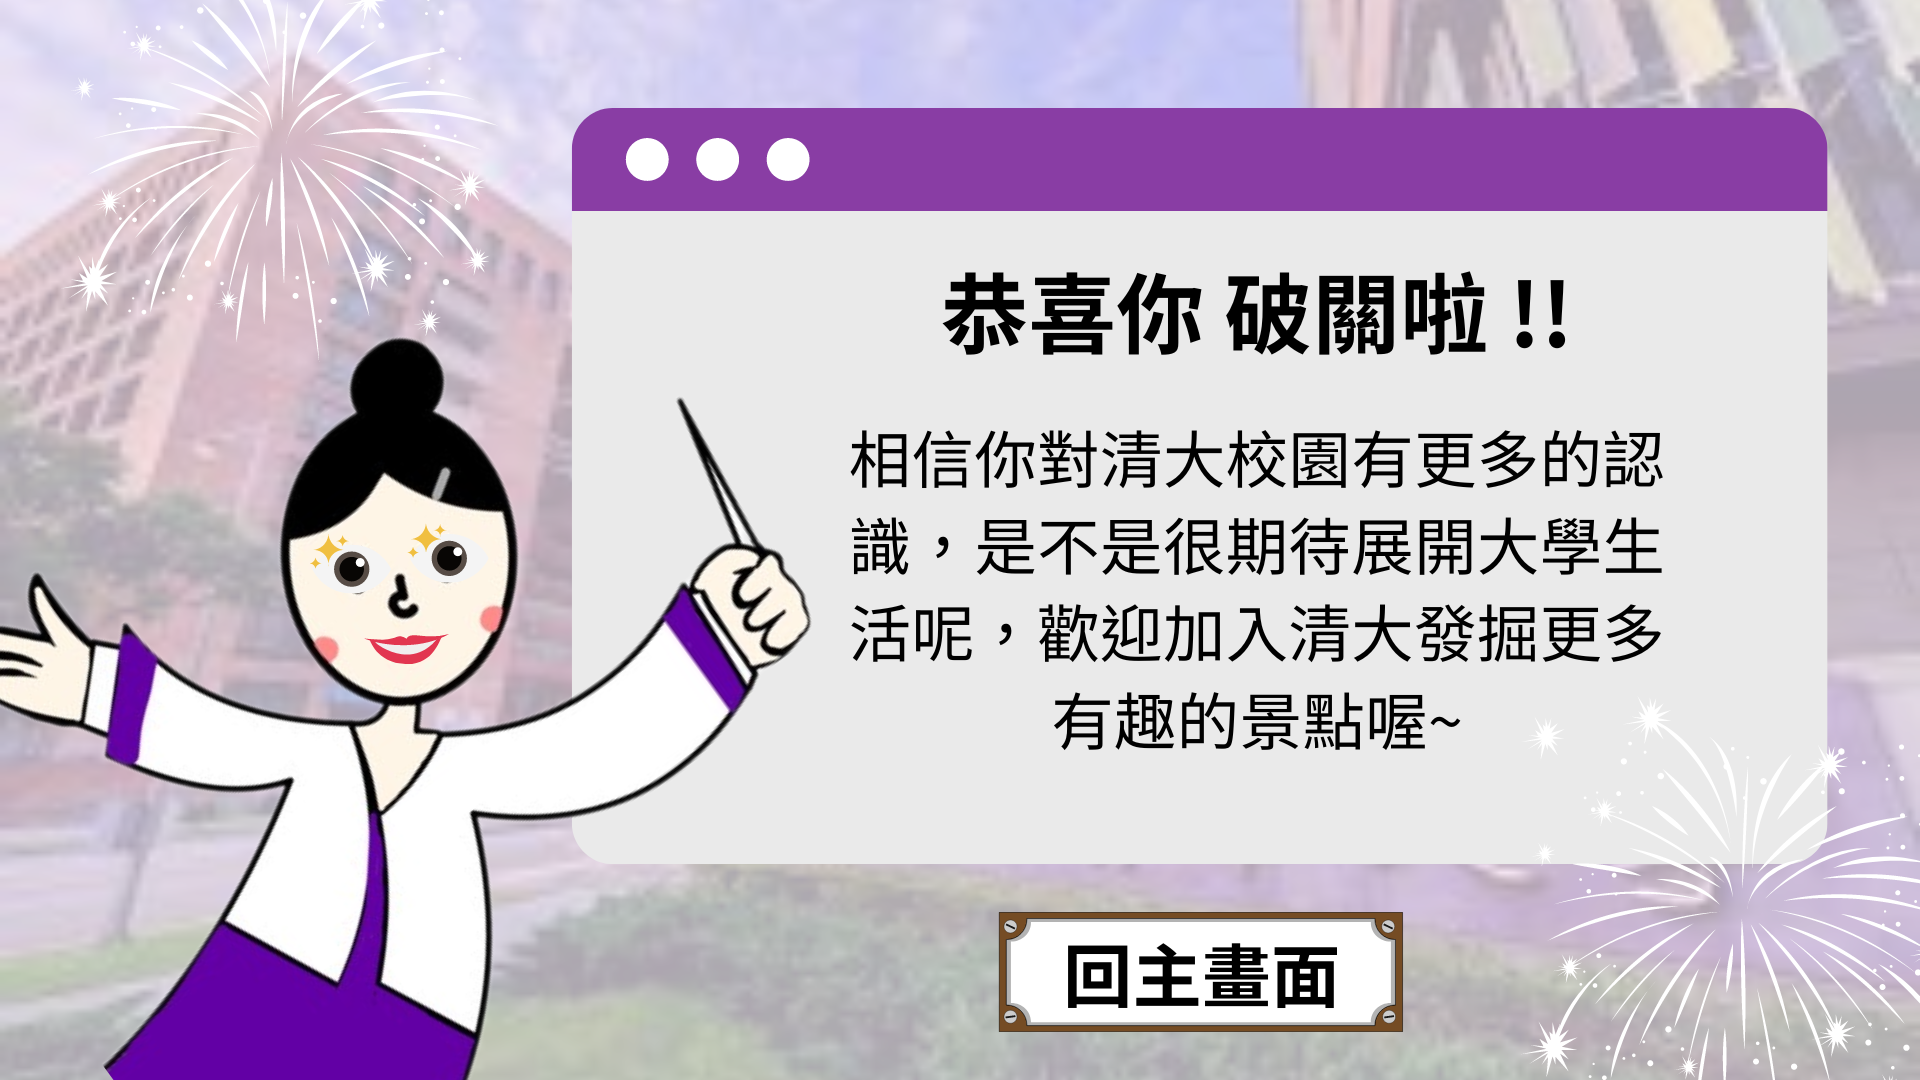 恭喜你 破關啦 !!
相信你對清大校園有更多的認
識，是不是很期待展開大學生
活呢，歡迎加入清大發掘更多
有趣的景點喔~
回主畫面